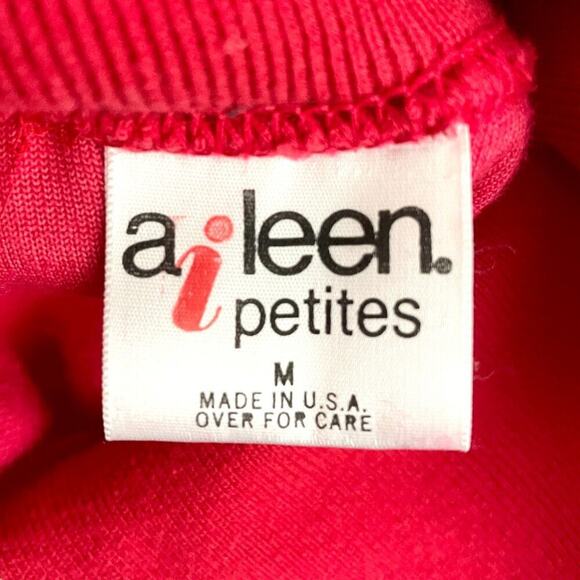 aileen.
petites
M
MADE IN U.S.A.
OVER FOR CARE